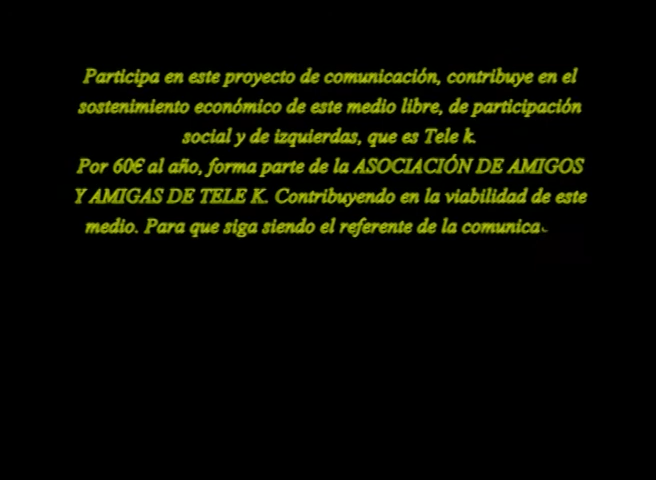 Participa en este proyecto de comunicación, contribuye en el
sostenimiento económico de este medio libre, de participación
social y de izquierdas, que es Tele k.
Por 60€ al año, forma parte de la ASOCIACIÓN DE AMIGOS
Y AMIGAS DE TELE K. Contribuyendo en la viabilidad de este
medio. Para que siga siendo el referente de la comunica